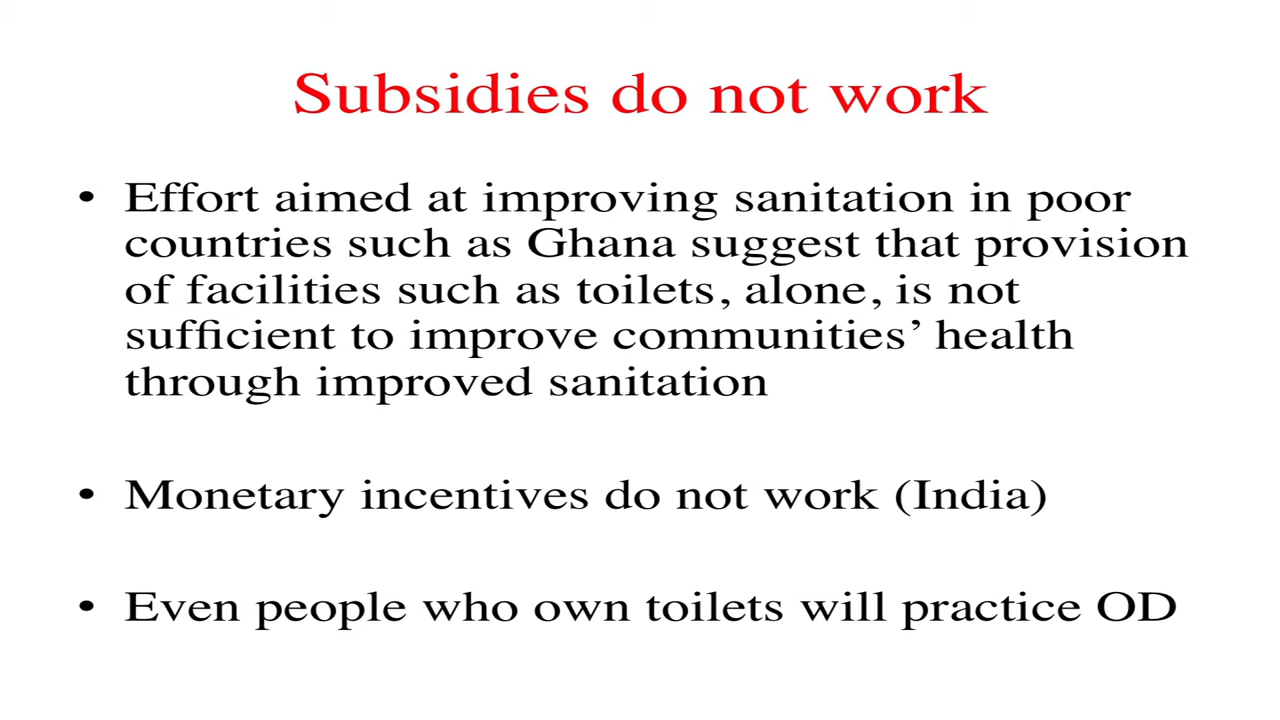 Subsidies do not work
• Effort aimed at improving sanitation in poor
countries such as Ghana suggest that provision
of facilities such as toilets, alone, is not
sufficient to improve communities’ health
through improved sanitation
• Monetary incentives do not work (India)
• Even people who own toilets will practice OD